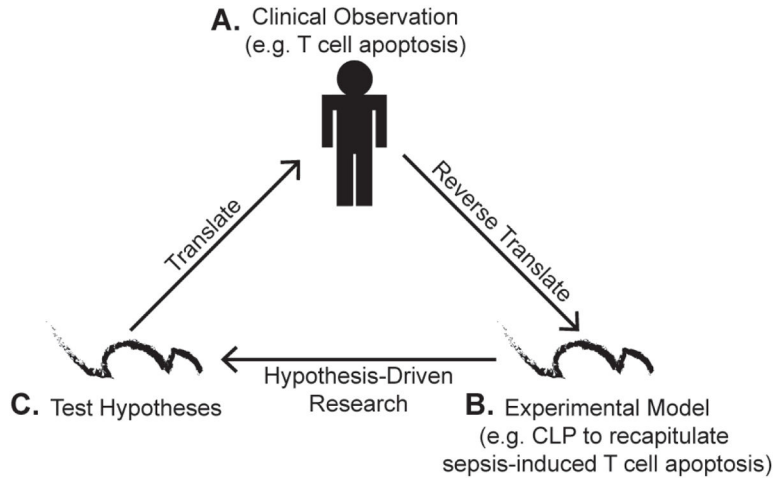 A. Clinical Observation
(e.g. T cell apoptosis)
Translate
Reverse Translate
Hypothesis-Driven
Research
C. Test Hypotheses
B. Experimental Model
(e.g. CLP to recapitulate
sepsis-induced T cell apoptosis)